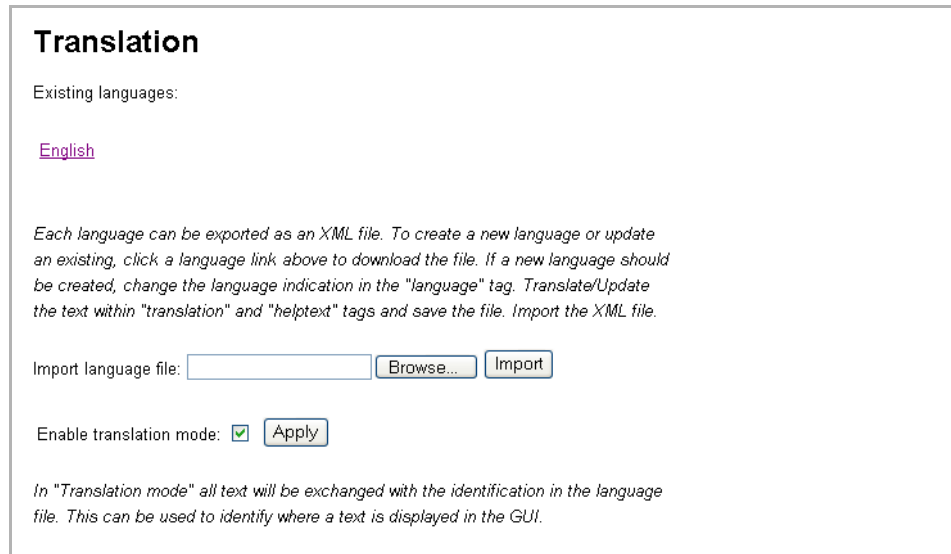 Translation
Existing languages:
English
Each language can be exported as an XML file. To create a new language or update
an existing, click a language link above to download the file. If a new language should
be created, change the language indication in the "language" tag. Translate/Update
the text within "translation" and "helptext" tags and save the file. Import the XML file.
Import language file: Browse... Import
Enable translation mode: Apply
In "Translation mode" all text will be exchanged with the identification in the language
file. This can be used to identify where a text is displayed in the GUI.